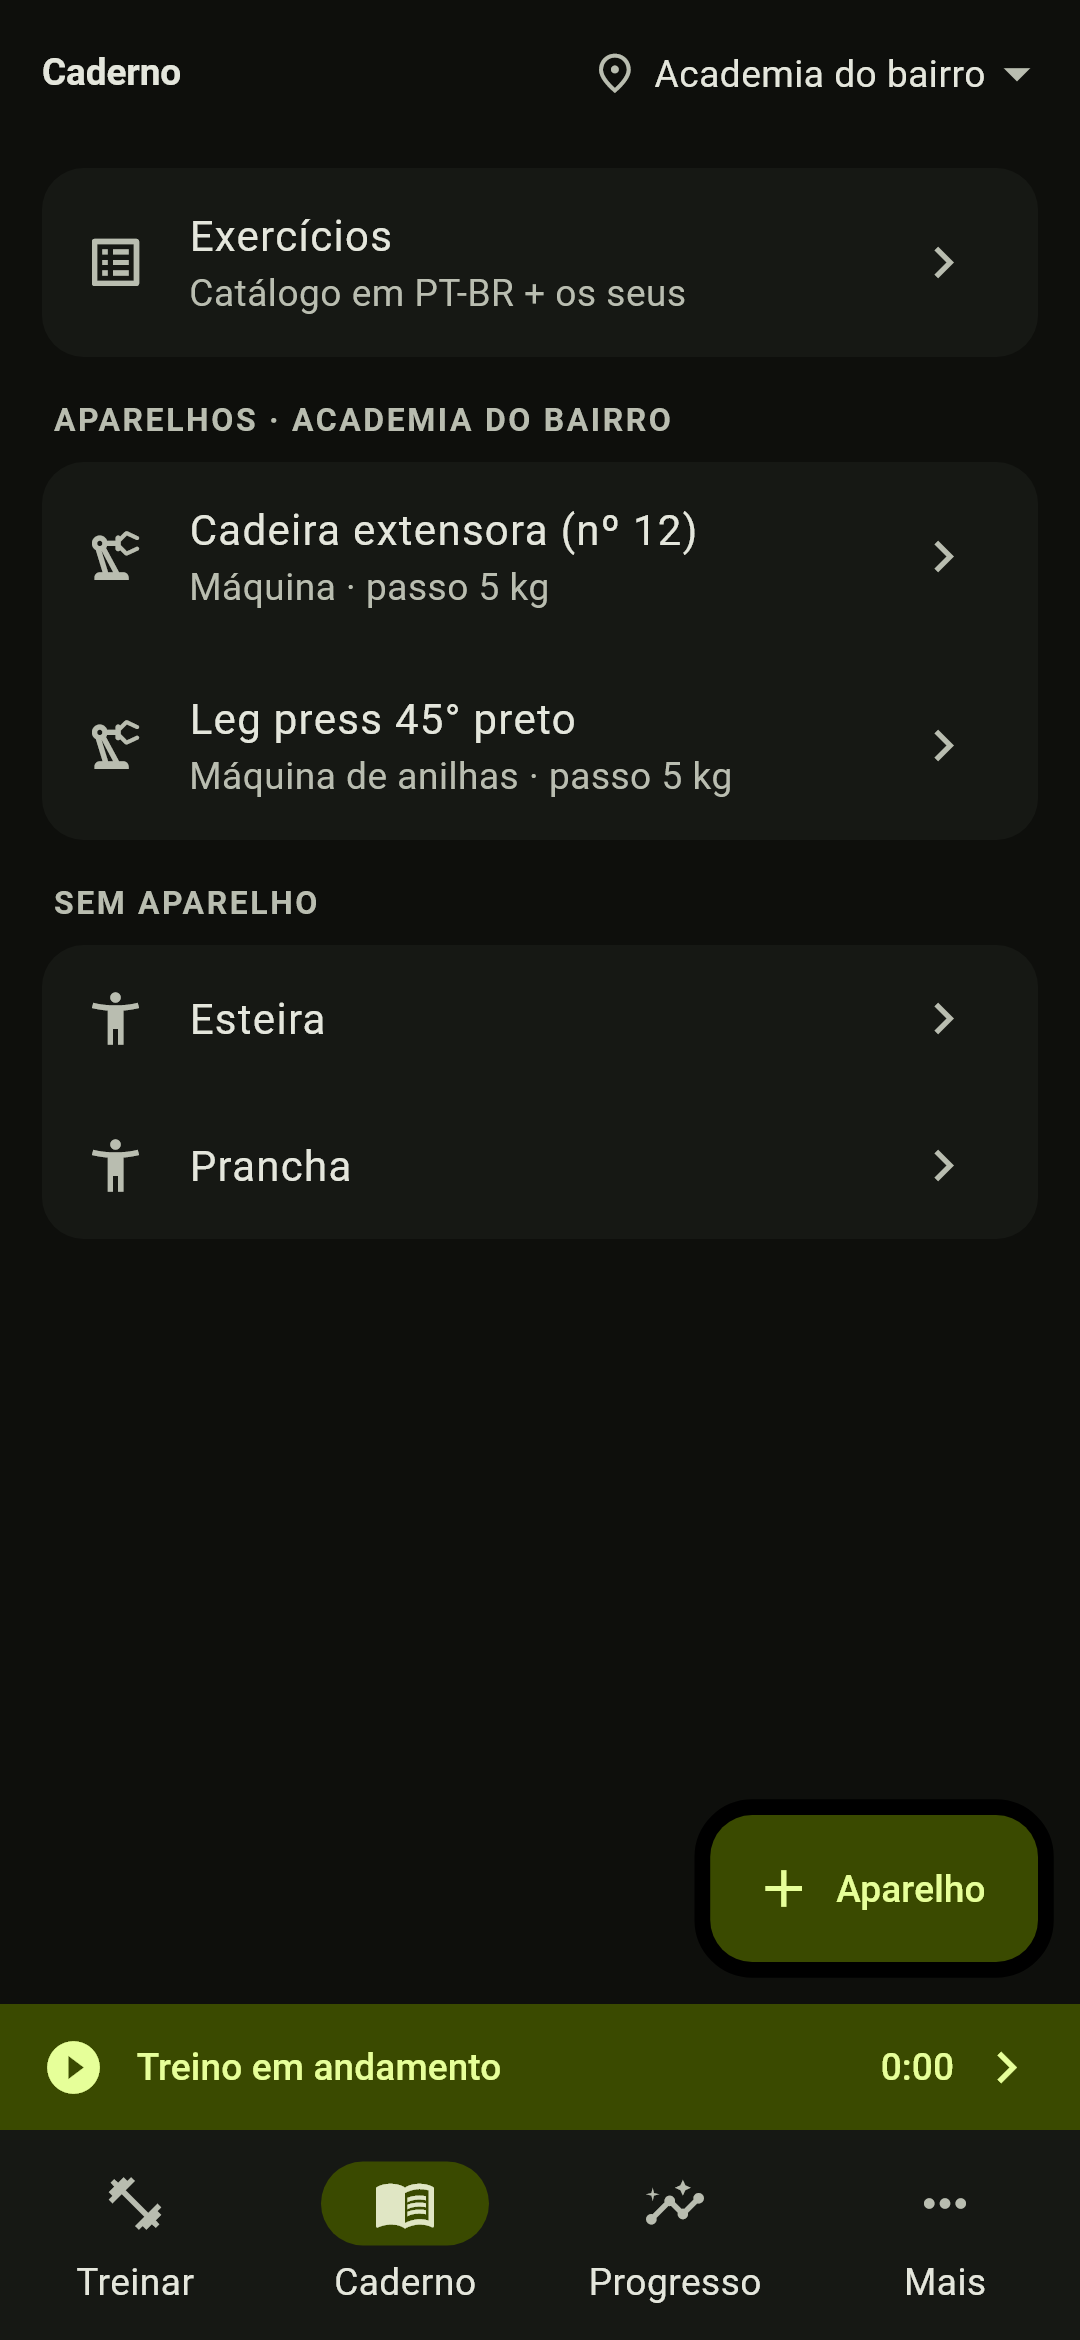 Caderno
Academia do bairro
Exercícios
Catálogo em PT-BR + os seus
APARELHOS · ACADEMIA DO BAIRRO
Cadeira extensora (nº 12)
Máquina · passo 5 kg
Leg press 45° preto
Máquina de anilhas · passo 5 kg
SEM APARELHO
Esteira
Prancha
Aparelho
Treino em andamento 0:00
Treinar Caderno Progresso Mais